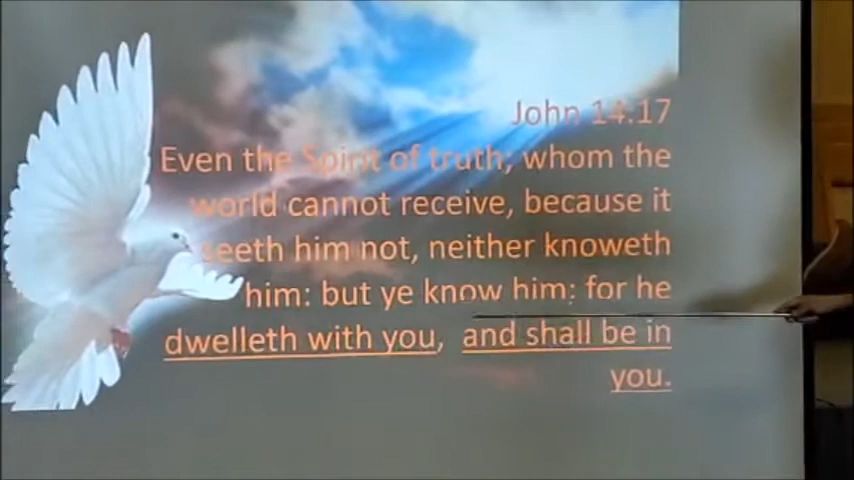 John 14.17
Even the Spirit of truth; whom the
world cannot receive, because it
seeth him not, neither knoweth
him: but ye know him; for he
dwelleth with you, and shall be in
you.